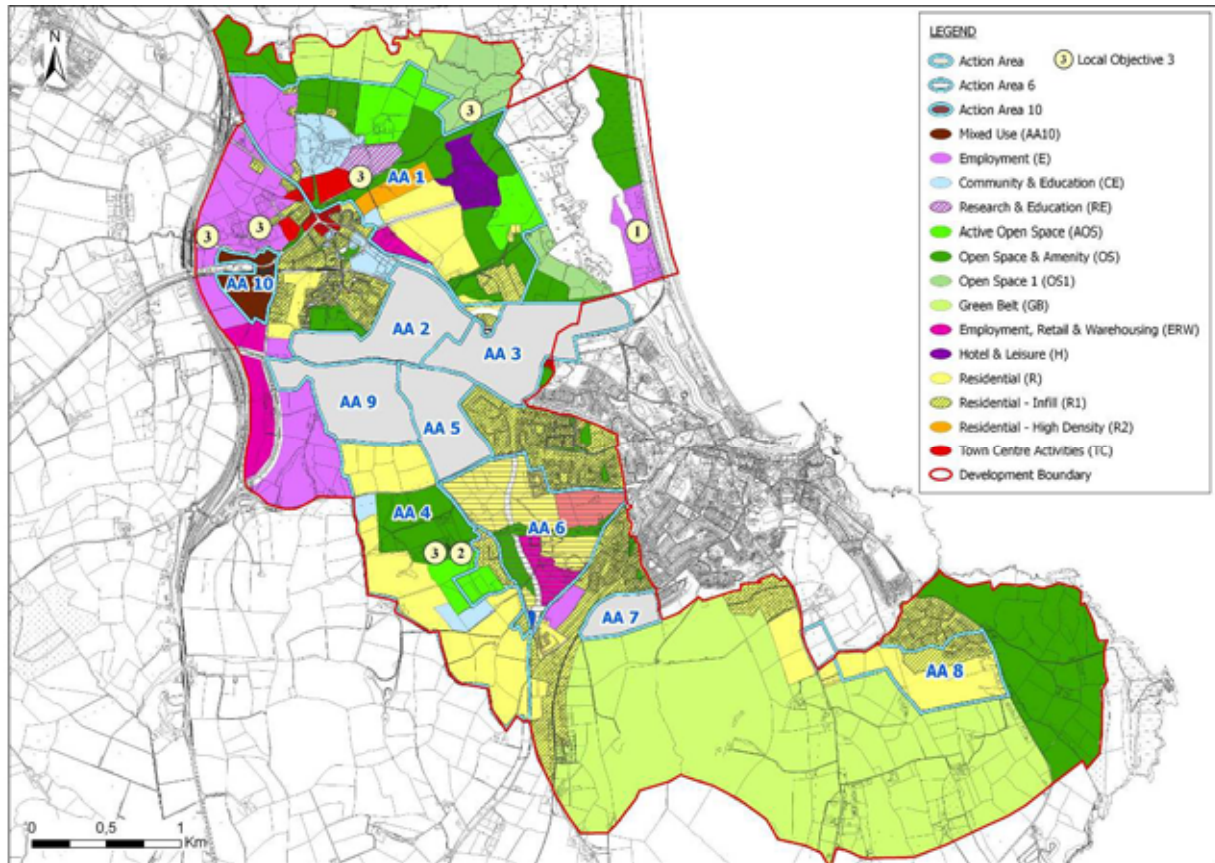 N
LEGEND
Action Area
3 Local Objective 3
Action Area 6
Action Area 10
Mixed Use (AA10)
Employment (E)
Community & Education (CE)
Research & Education (RE)
Active Open Space (AOS)
Open Space & Amenity (OS)
Open Space 1 (OS1)
Green Belt (GB)
Employment, Retail & Warehousing (ERW)
Hotel & Leisure (H)
Residential (R)
Residential - Infill (R1)
Residential - High Density (R2)
Town Centre Activities (TC)
Development Boundary
3
3
AA 1
3
3
1
AA 10
AA 2
AA 3
AA 9
AA 5
AA 4
AA 6
3 2
AA 7
AA 8
0 0,5 1
Km